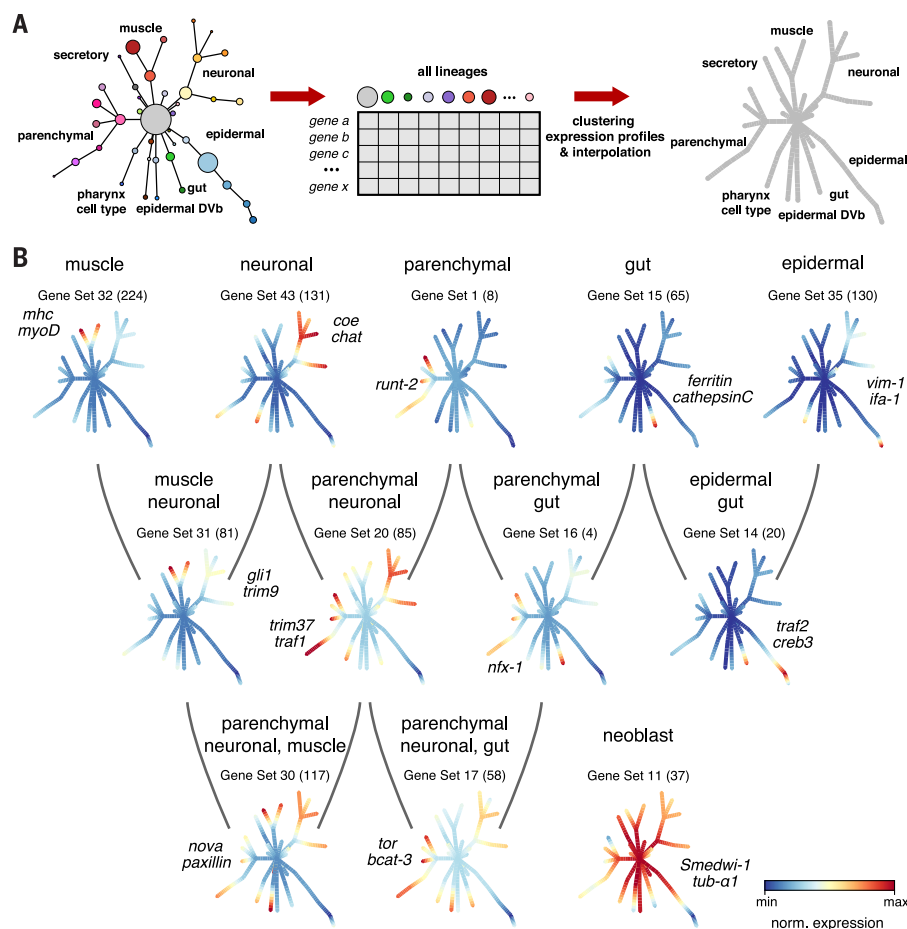 A
muscle
secretory
neuronal
parenchymal
epidermal
pharynx
cell type
gut
epidermal DVb
all lineages
•••
gene a
gene b
gene c
•••
gene x
clustering
expression profiles
& interpolation
muscle
secretory
neuronal
parenchymal
epidermal
pharynx
cell type
gut
epidermal DVb
B
muscle
Gene Set 32 (224)
mhc
myoD
neuronal
Gene Set 43 (131)
coe
chat
parenchymal
Gene Set 1 (8)
runt-2
gut
Gene Set 15 (65)
ferritin
cathepsinC
epidermal
Gene Set 35 (130)
vim-1
ifa-1
muscle
neuronal
Gene Set 31 (81)
gli1
trim9
parenchymal
neuronal
Gene Set 20 (85)
trim37
traf1
parenchymal
gut
Gene Set 16 (4)
nfx-1
epidermal
gut
Gene Set 14 (20)
traf2
creb3
parenchymal
neuronal, muscle
Gene Set 30 (117)
nova
paxillin
parenchymal
neuronal, gut
Gene Set 17 (58)
tor
bcat-3
neoblast
Gene Set 11 (37)
Smedwi-1
tub-α1
min
max
norm. expression